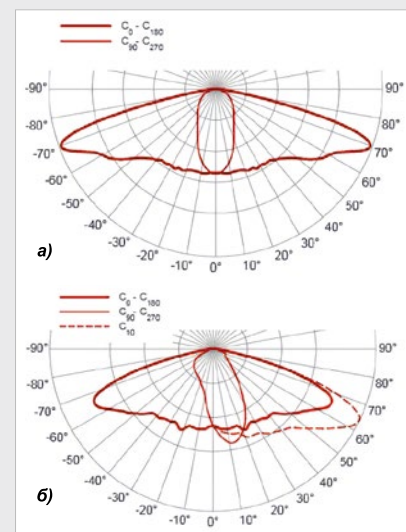 C₀ - C₁₈₀
C₉₀- C₂₇₀
-90° 90°
-80° 80°
-70° 70°
-60° 60°
-50° 50°
-40° 40°
-30° 30°
-20° 20°
-10° 0° 10°
а)
C₀ - C₁₈₀
C₉₀- C₂₇₀
C₁₀
-90° 90°
-80° 80°
-70° 70°
-60° 60°
-50° 50°
-40° 40°
-30° 30°
-20° 20°
-10° 0° 10°
б)